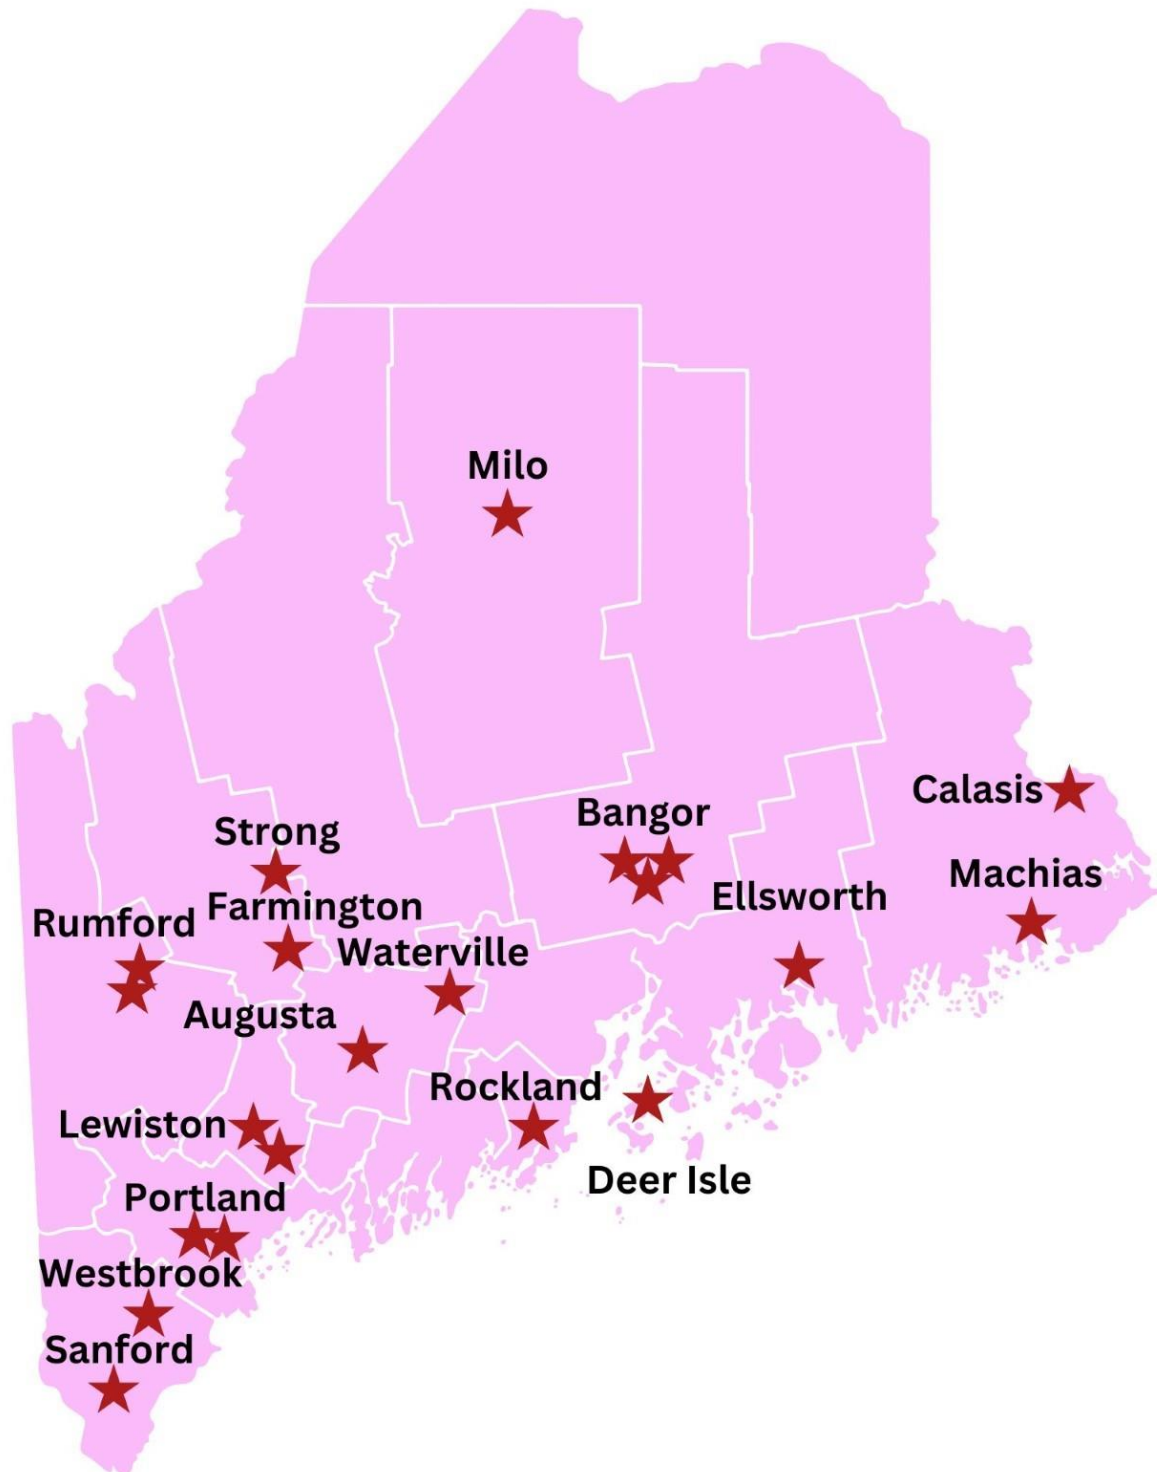 Milo
Calasis
Bangor
Strong
Machias
Ellsworth
Farmington
Rumford
Waterville
Augusta
Rockland
Lewiston
Deer Isle
Portland
Westbrook
Sanford